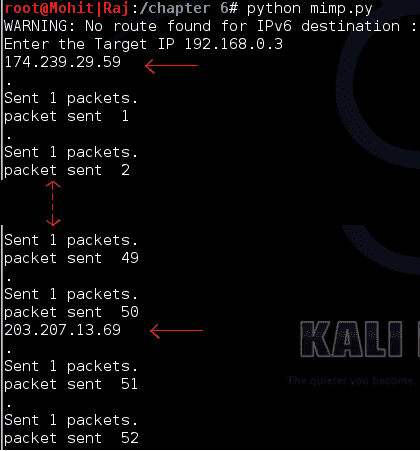 root@Mohit|Raj:/chapter 6# python mimp.py
WARNING: No route found for IPv6 destination :
Enter the Target IP 192.168.0.3
174.239.29.59
.
Sent 1 packets.
packet sent  1
.
Sent 1 packets.
packet sent  2
Sent 1 packets.
packet sent  49
.
Sent 1 packets.
packet sent  50
203.207.13.69
.
Sent 1 packets.
packet sent  51
.
Sent 1 packets.
packet sent  52
KALI
The quieter you become,